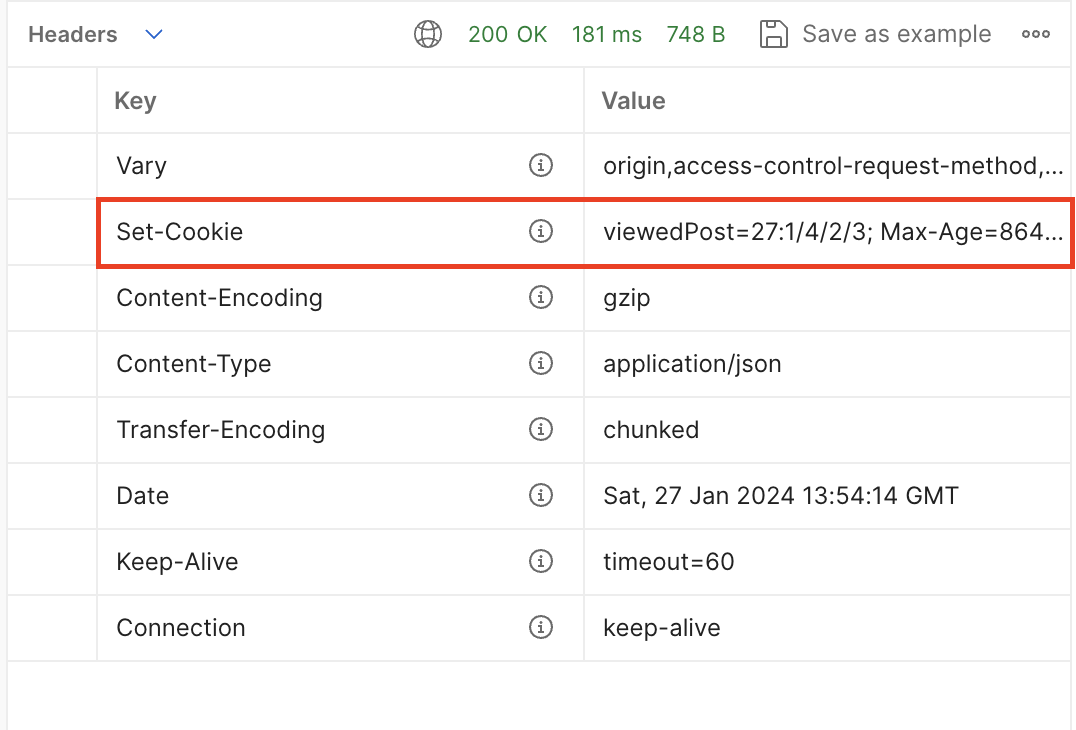 Headers 200 OK 181 ms 748 B Save as example
Key Value
Vary origin,access-control-request-method,...
Set-Cookie viewedPost=27:1/4/2/3; Max-Age=864...
Content-Encoding gzip
Content-Type application/json
Transfer-Encoding chunked
Date Sat, 27 Jan 2024 13:54:14 GMT
Keep-Alive timeout=60
Connection keep-alive